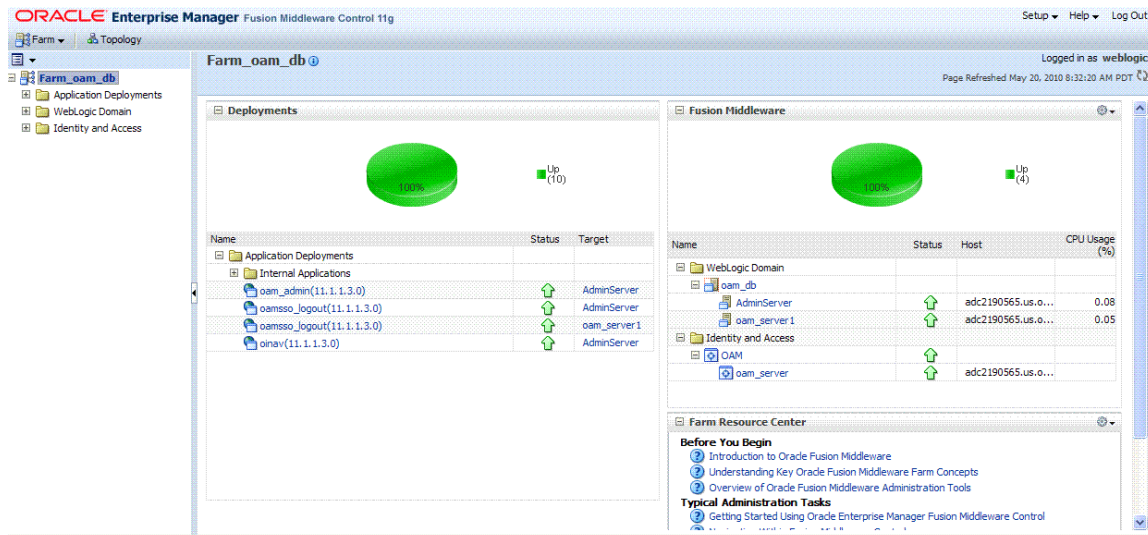 ORACLE Enterprise Manager Fusion Middleware Control 11g
Setup Help Log Out
Farm Topology
Farm_oam_db
Application Deployments
WebLogic Domain
Identity and Access
Farm_oam_db
Logged in as weblogic
Page Refreshed May 20, 2010 8:32:20 AM PDT
Deployments
100%
Up
(10)
Name Status Target
Application Deployments
Internal Applications
oam_admin(11.1.1.3.0) AdminServer
oamsso_logout(11.1.1.3.0) AdminServer
oamsso_logout(11.1.1.3.0) oam_server1
oinav(11.1.1.3.0) AdminServer
Fusion Middleware
100%
Up
(4)
Name Status Host CPU Usage
(%)
WebLogic Domain
oam_db
AdminServer adc2190565.us.o... 0.08
oam_server1 adc2190565.us.o... 0.05
Identity and Access
OAM
oam_server adc2190565.us.o...
Farm Resource Center
Before You Begin
Introduction to Oracle Fusion Middleware
Understanding Key Oracle Fusion Middleware Farm Concepts
Overview of Oracle Fusion Middleware Administration Tools
Typical Administration Tasks
Getting Started Using Oracle Enterprise Manager Fusion Middleware Control